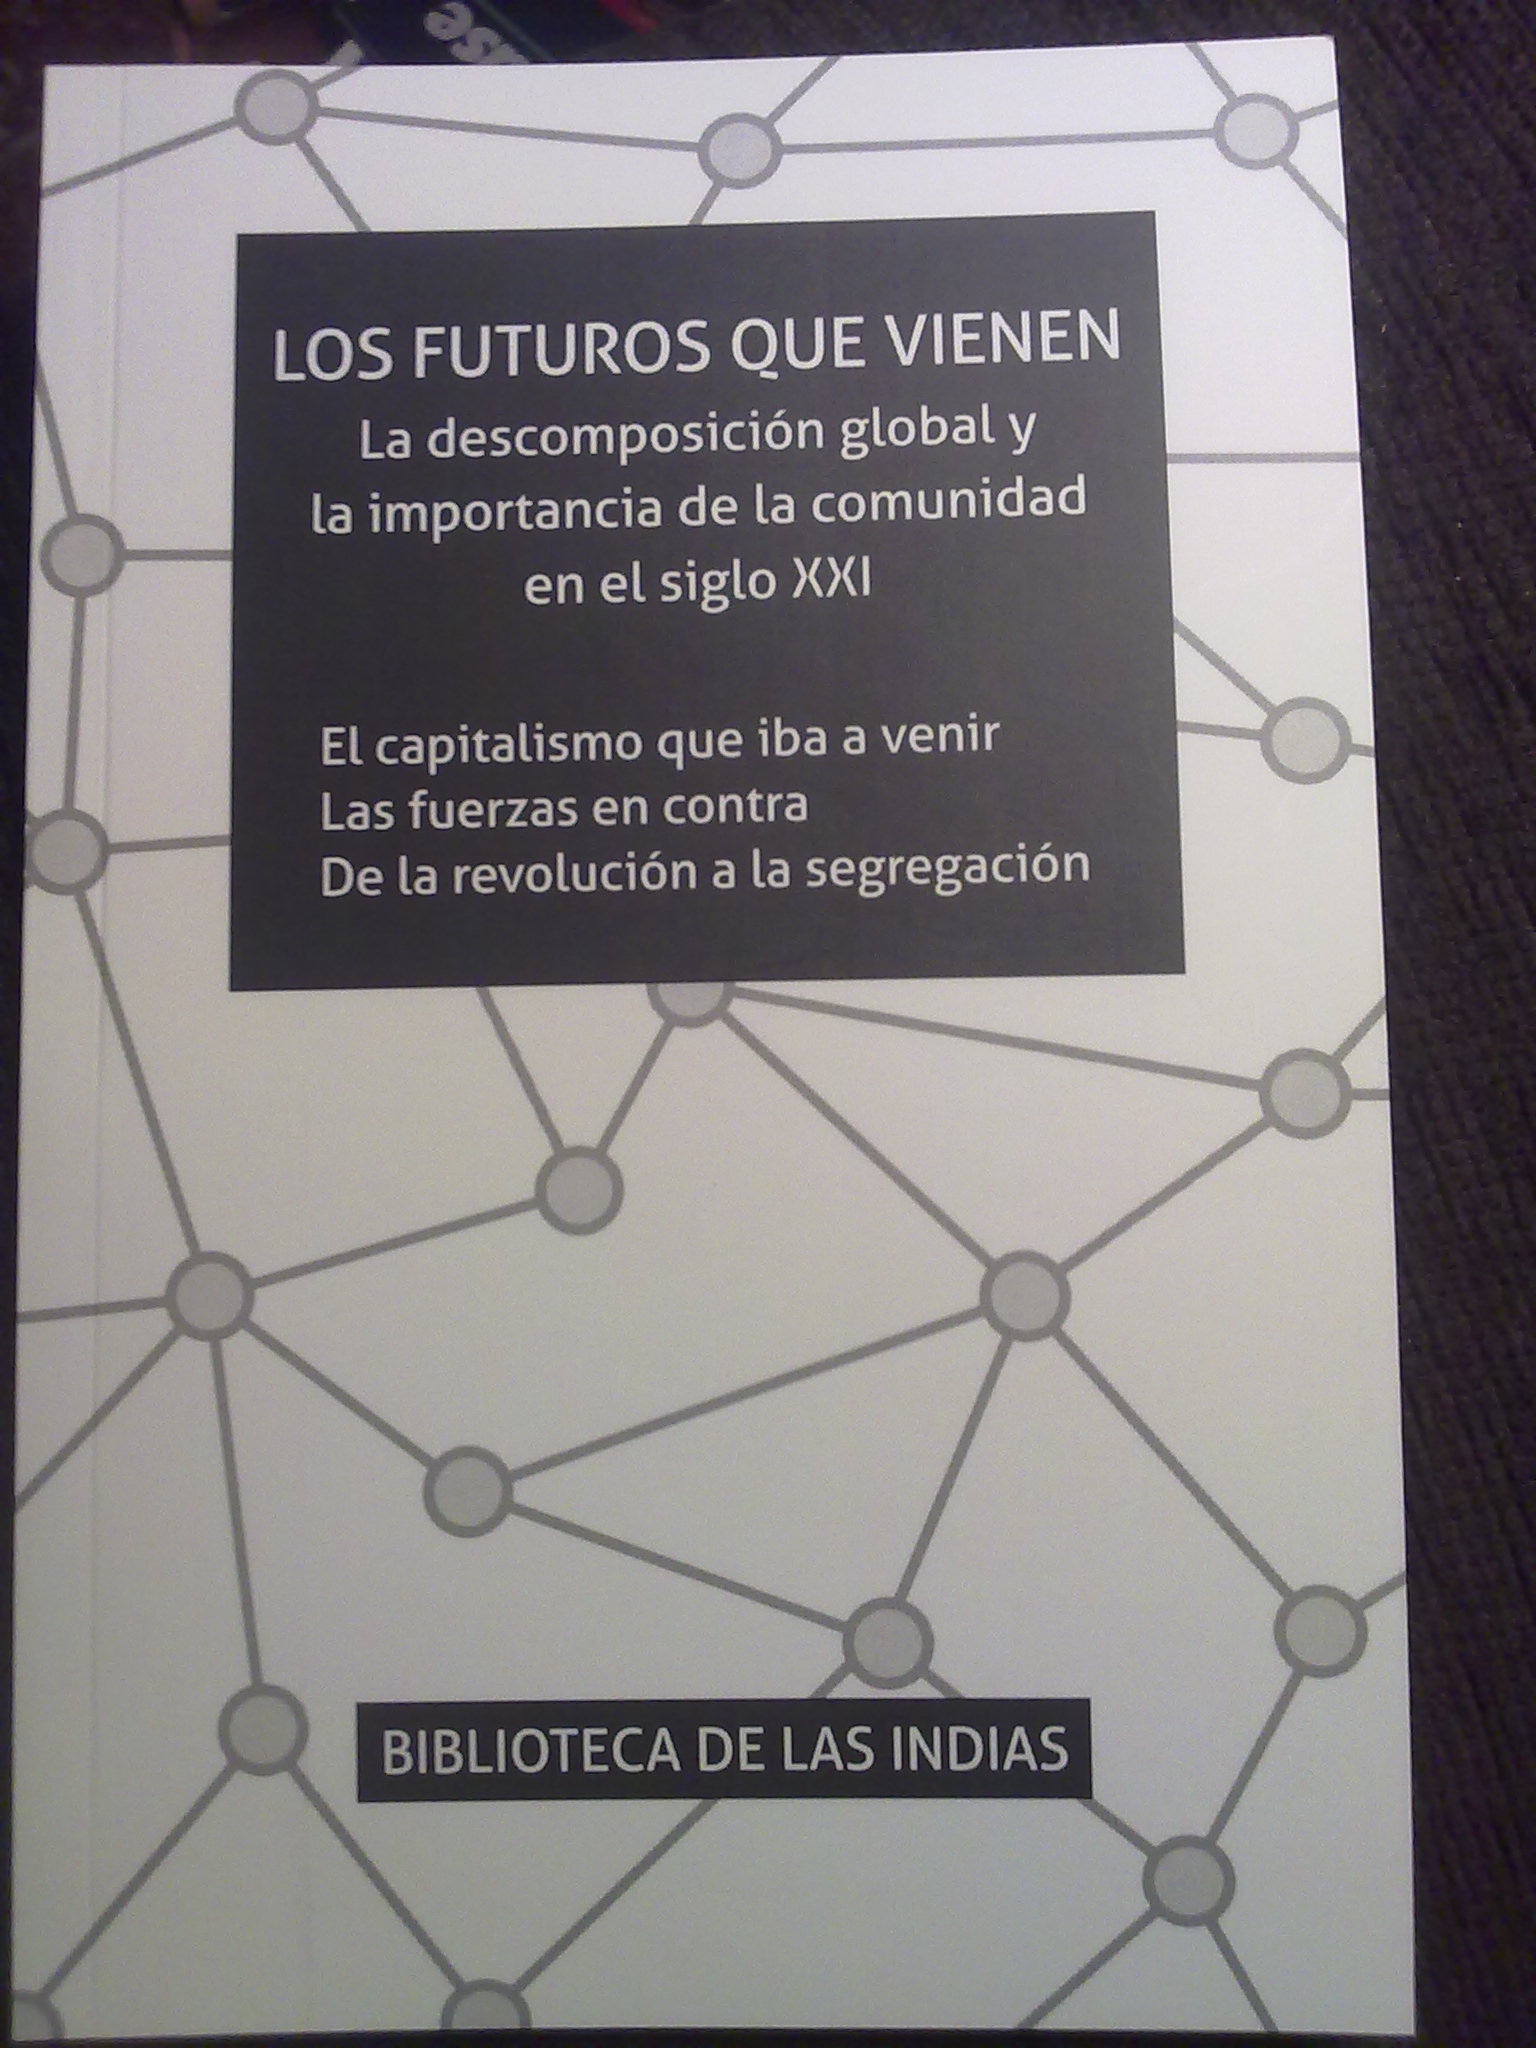 LOS FUTUROS QUE VIENEN
La descomposición global y
la importancia de la comunidad
en el siglo XXI
El capitalismo que iba a venir
Las fuerzas en contra
De la revolución a la segregación
BIBLIOTECA DE LAS INDIAS